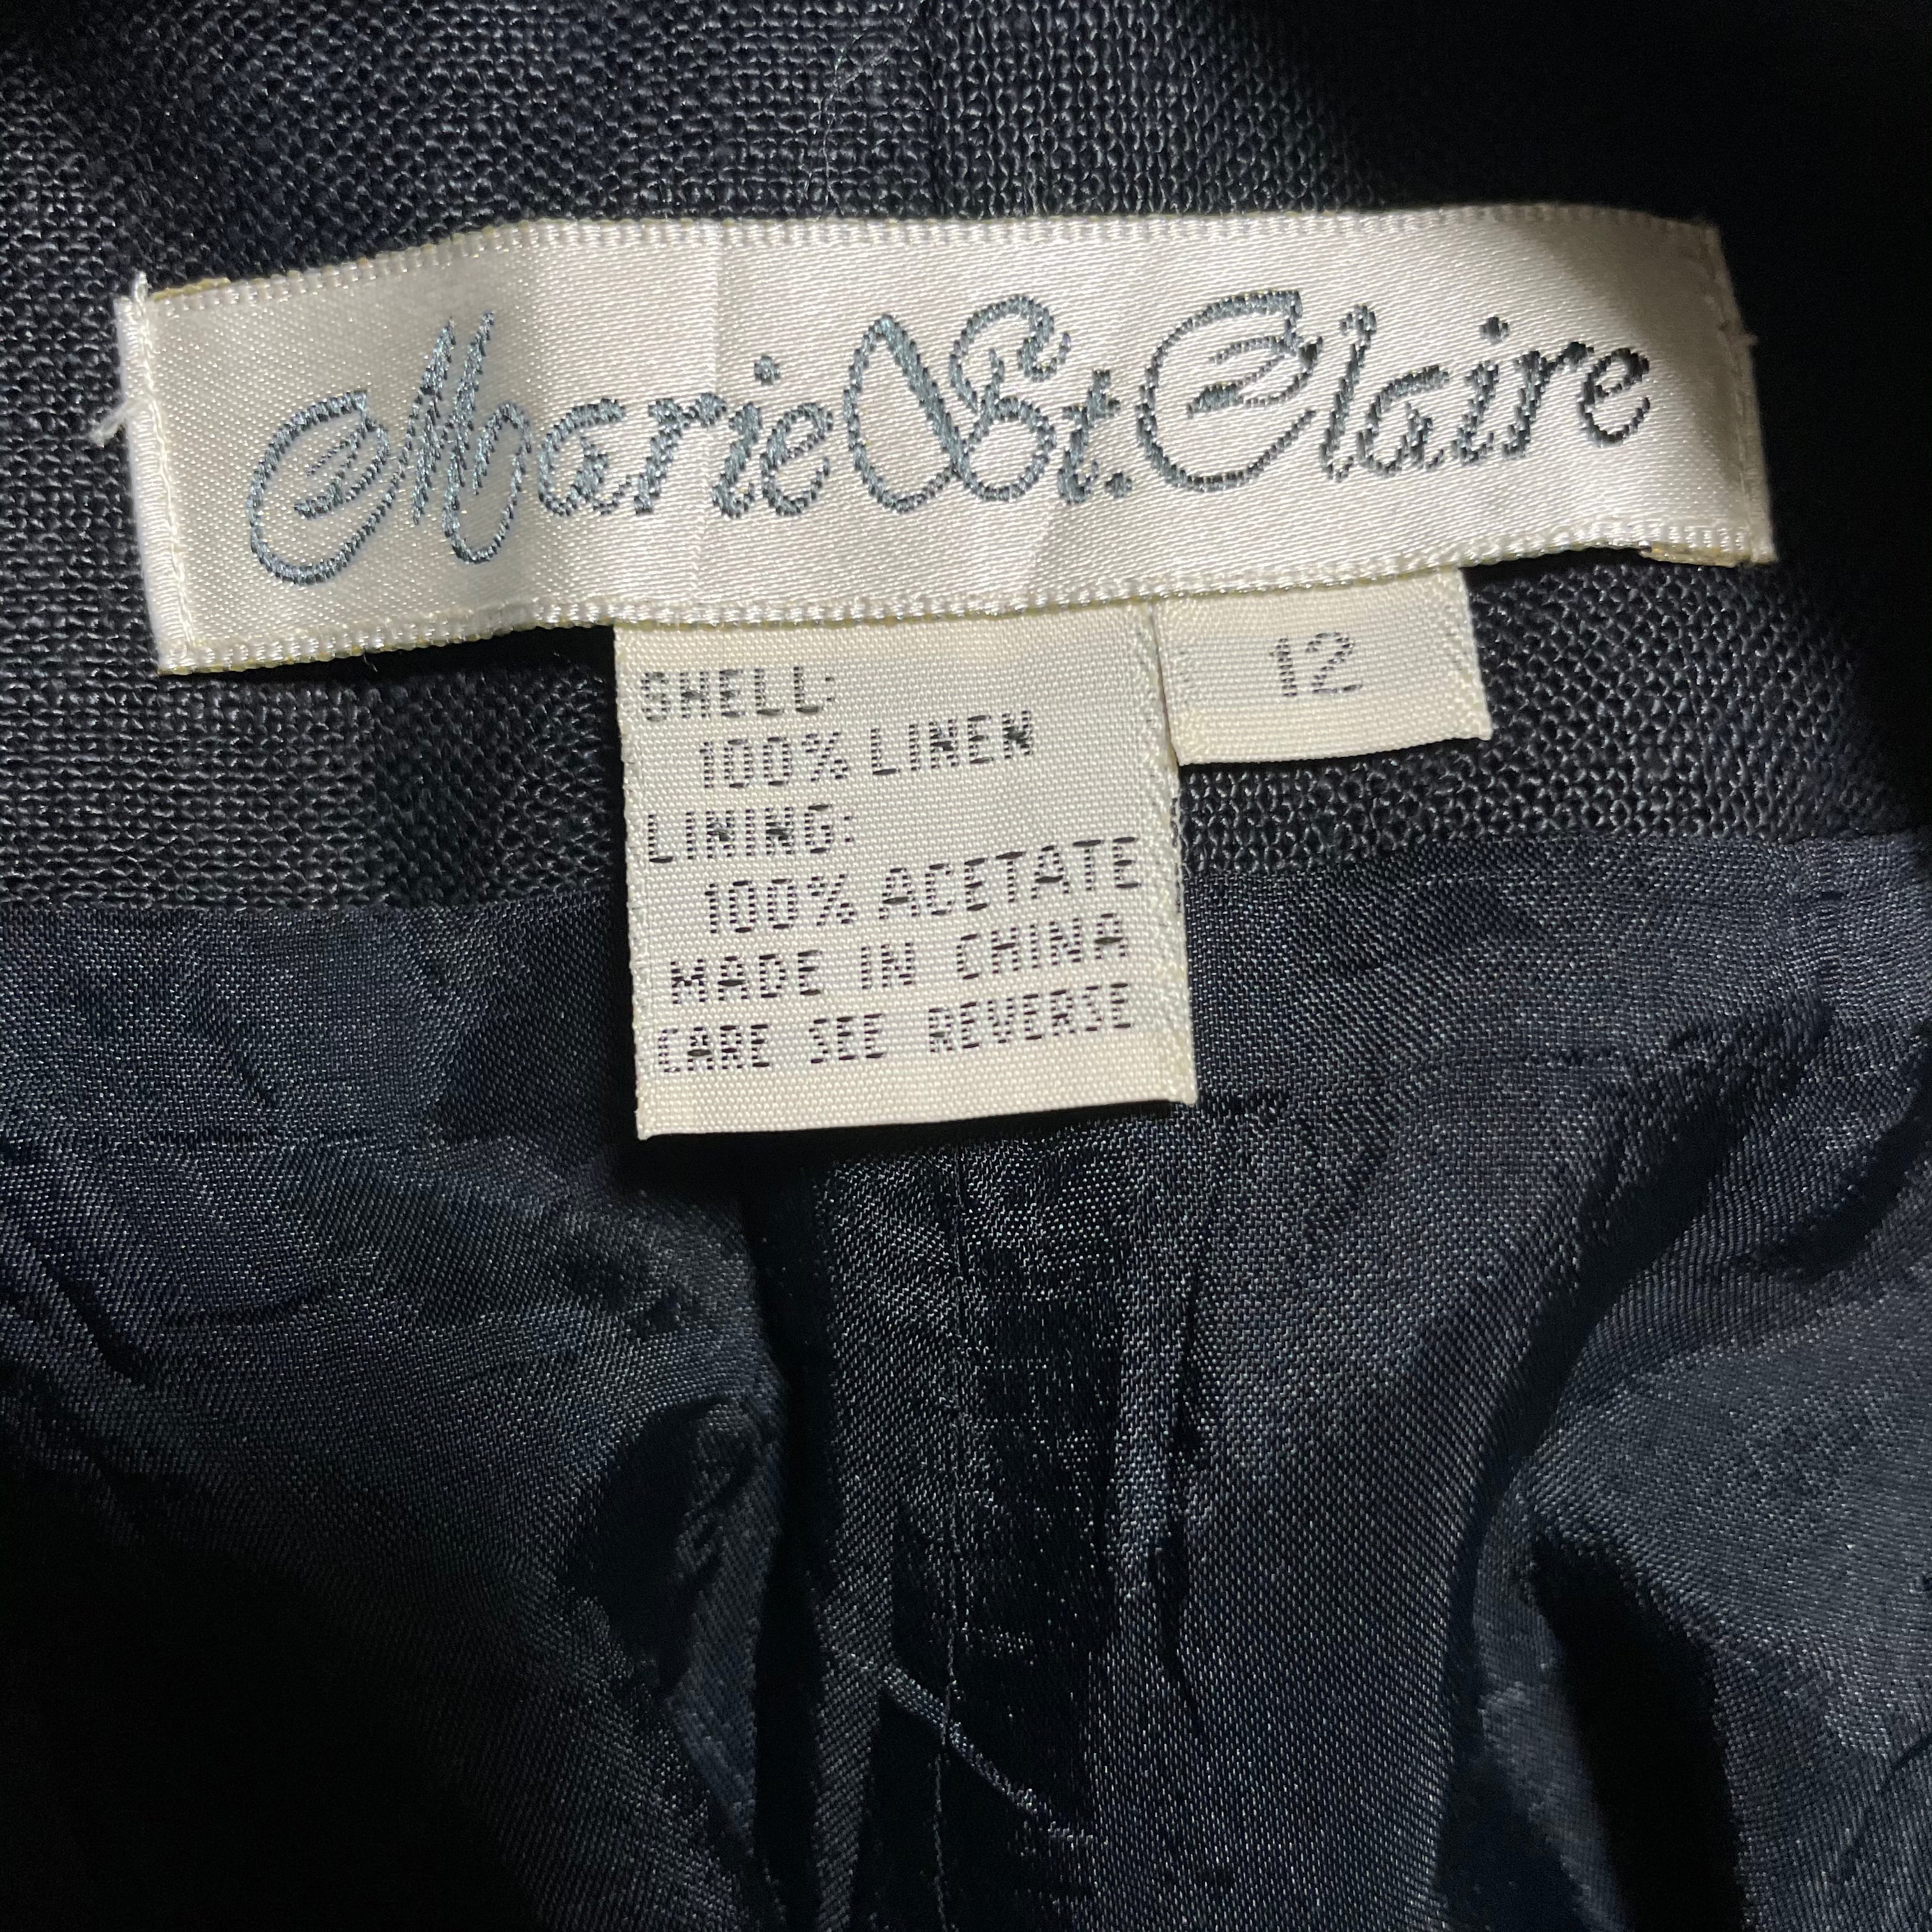 Marie St. Claire
12
SHELL:
100% LINEN
LINING:
100% ACETATE
MADE IN CHINA
CARE SEE REVERSE